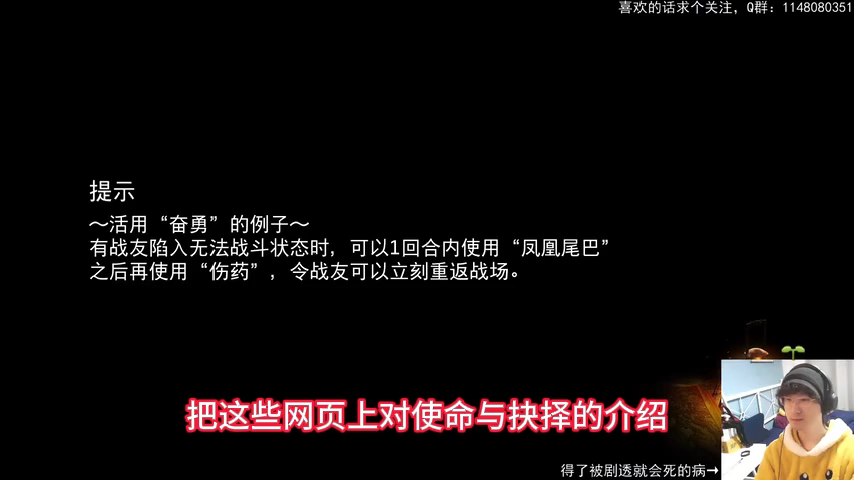 喜欢的话求个关注，Q群：1148080351
提示
～活用“奋勇”的例子～
有战友陷入无法战斗状态时，可以1回合内使用“凤凰尾巴”
之后再使用“伤药”，令战友可以立刻重返战场。
把这些网页上对使命与抉择的介绍
得了被剧透就会死的病→